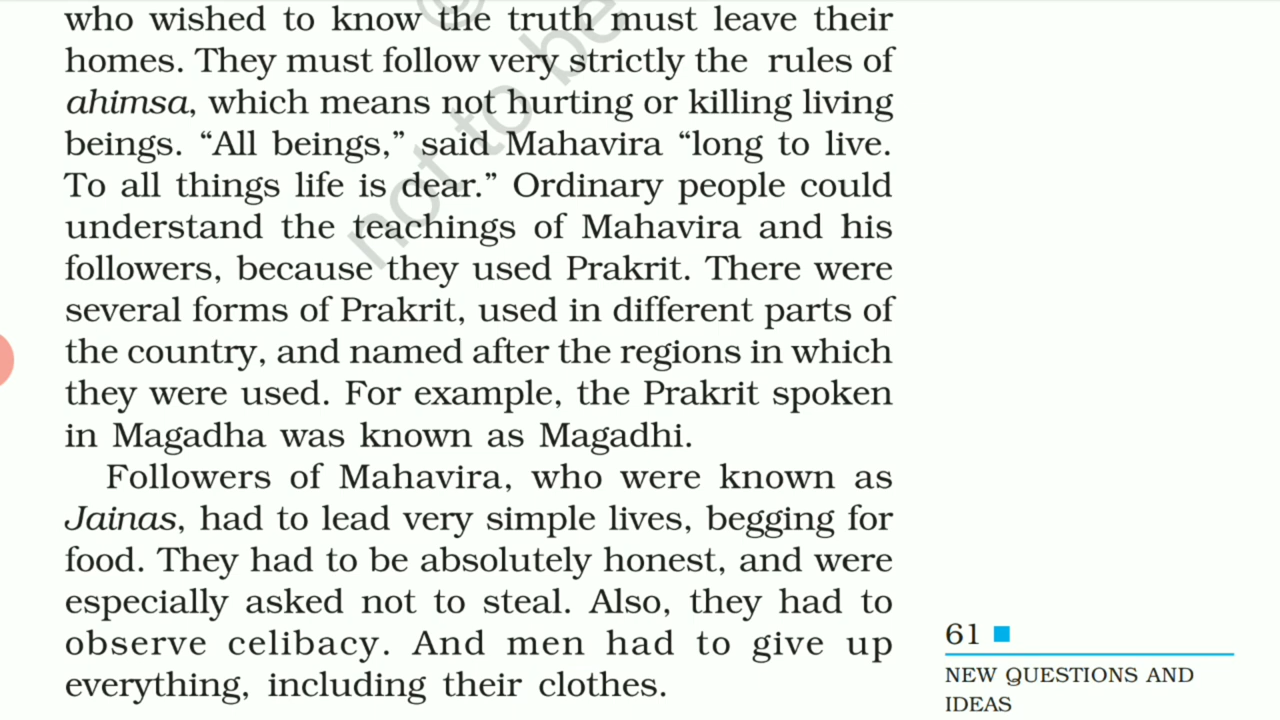 who wished to know the truth must leave their
homes. They must follow very strictly the rules of
ahimsa, which means not hurting or killing living
beings. “All beings,” said Mahavira “long to live.
To all things life is dear.” Ordinary people could
understand the teachings of Mahavira and his
followers, because they used Prakrit. There were
several forms of Prakrit, used in different parts of
the country, and named after the regions in which
they were used. For example, the Prakrit spoken
in Magadha was known as Magadhi.
Followers of Mahavira, who were known as
Jainas, had to lead very simple lives, begging for
food. They had to be absolutely honest, and were
especially asked not to steal. Also, they had to
observe celibacy. And men had to give up
everything, including their clothes.
61
NEW QUESTIONS AND
IDEAS
not to be